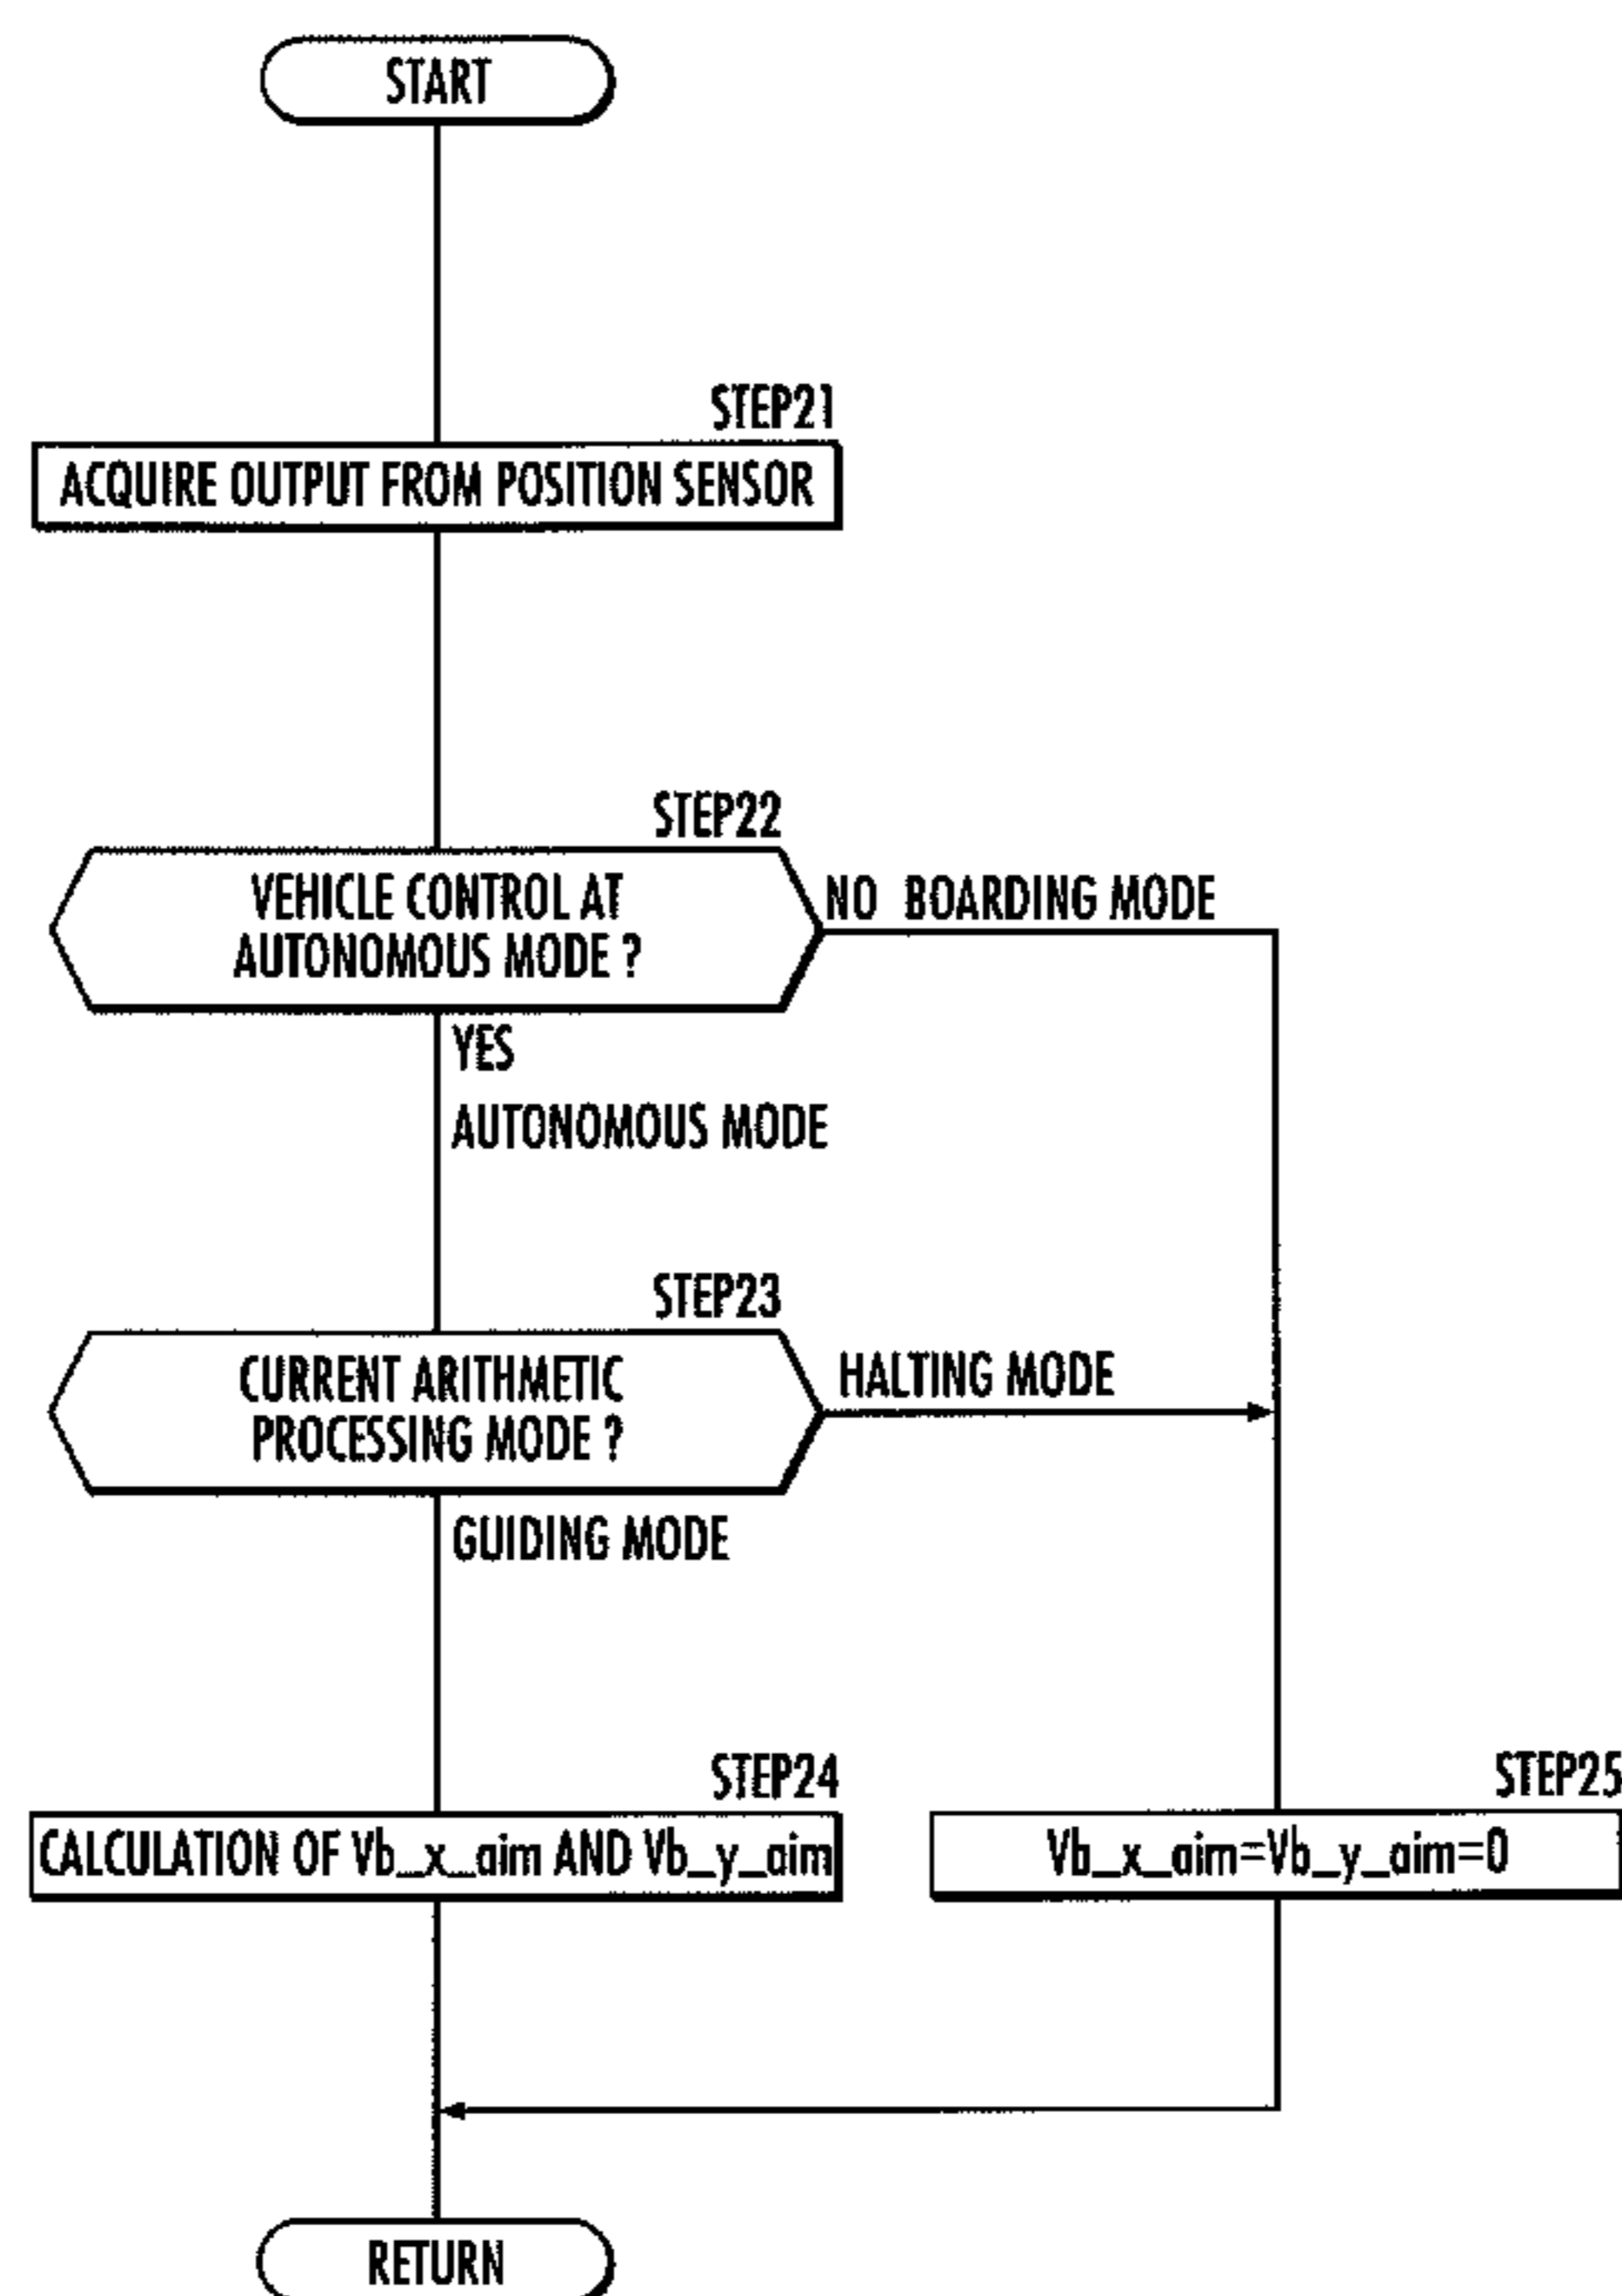 START
STEP21
ACQUIRE OUTPUT FROM POSITION SENSOR
STEP22
VEHICLE CONTROL AT
AUTONOMOUS MODE ?
NO BOARDING MODE
YES
AUTONOMOUS MODE
STEP23
CURRENT ARITHMETIC
PROCESSING MODE ?
HALTING MODE
GUIDING MODE
STEP24
CALCULATION OF Vb_x_aim AND Vb_y_aim
STEP25
Vb_x_aim=Vb_y_aim=0
RETURN